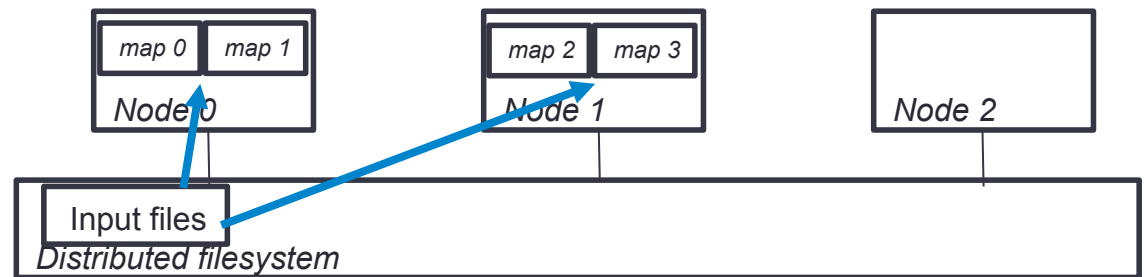 map 0 map 1 map 2 map 3
Node 0 Node 1 Node 2
Input files
Distributed filesystem